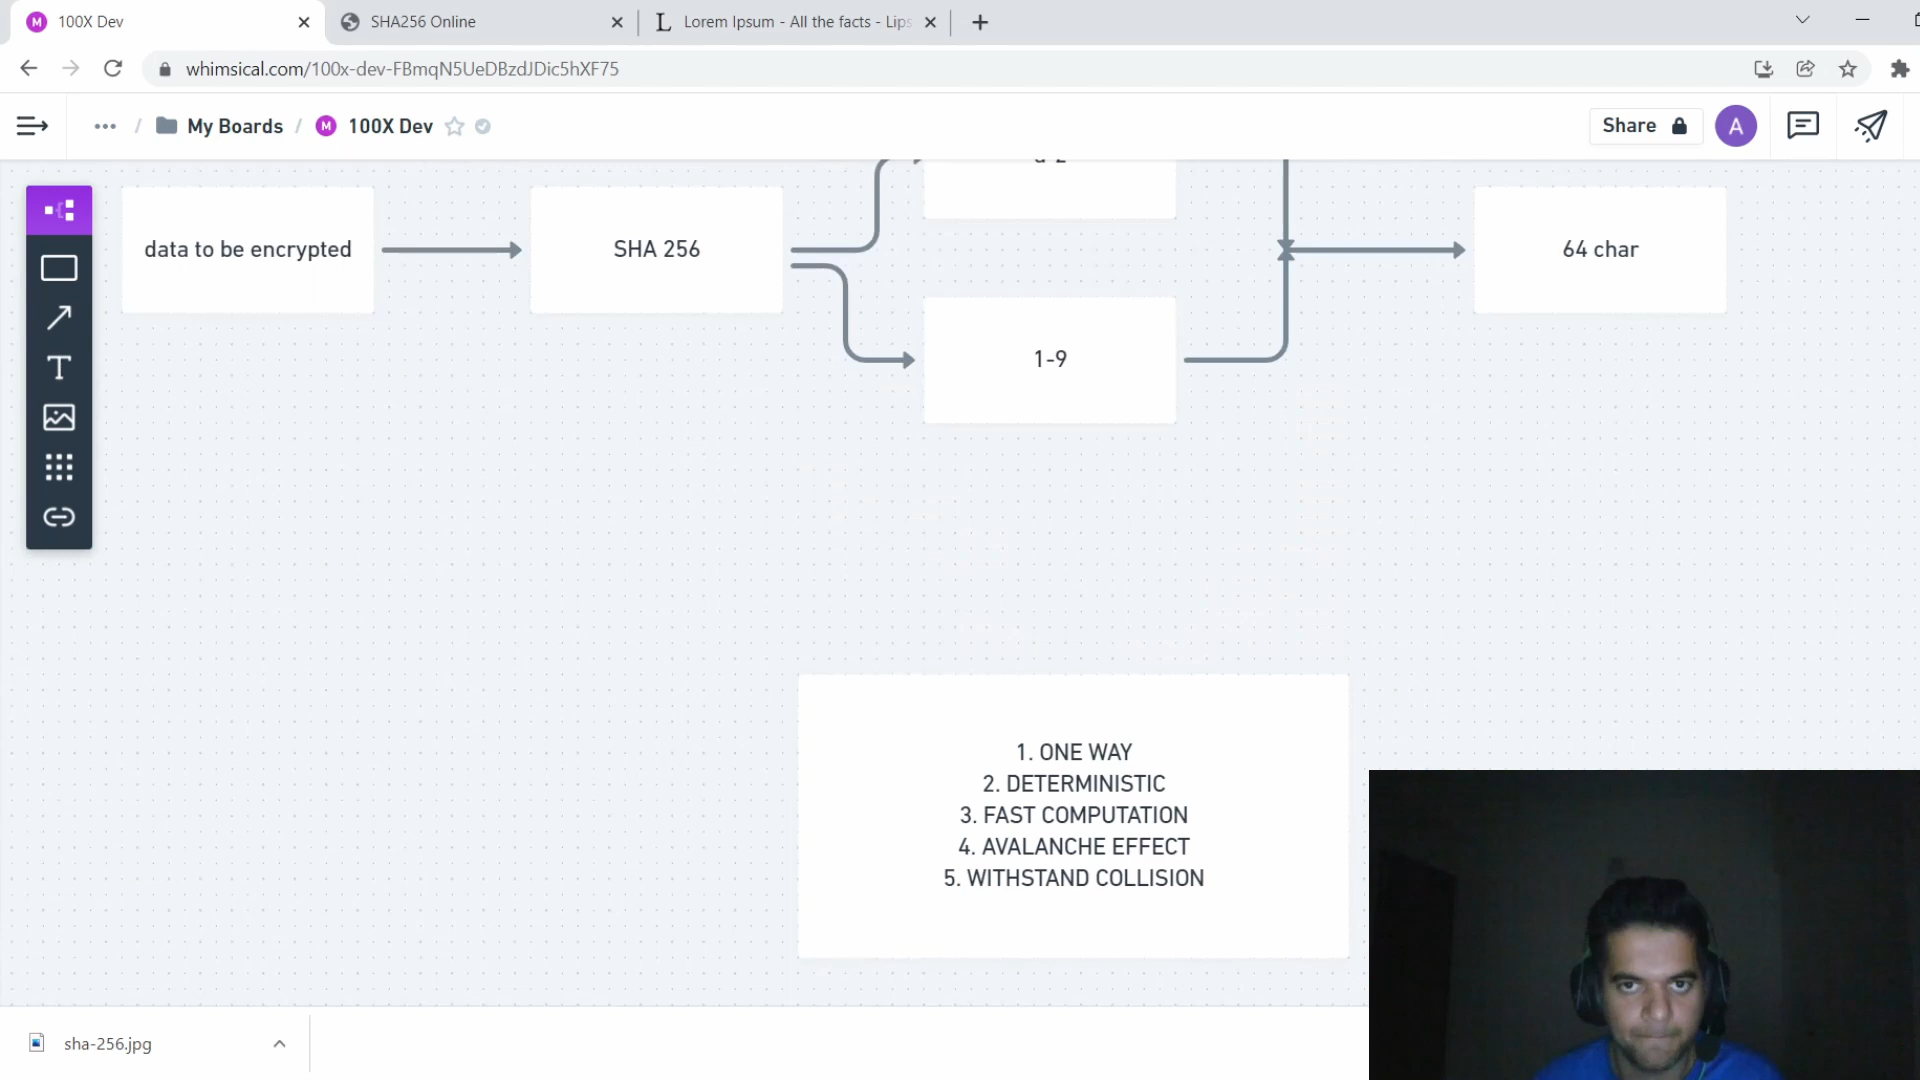 100X Dev
SHA256 Online
Lorem Ipsum - All the facts - Lips
whimsical.com/100x-dev-FBmqN5UeDBzdJDic5hXF75
My Boards / 100X Dev
Share
A
data to be encrypted
SHA 256
64 char
1-9
1. ONE WAY
2. DETERMINISTIC
3. FAST COMPUTATION
4. AVALANCHE EFFECT
5. WITHSTAND COLLISION
sha-256.jpg